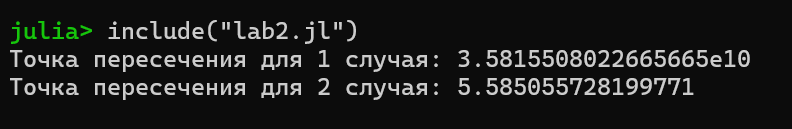 julia> include("lab2.jl")
Точка пересечения для 1 случая: 3.5815508022665665e10
Точка пересечения для 2 случая: 5.585055728199771